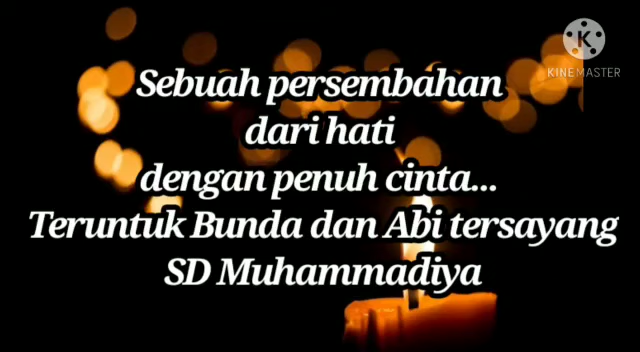 KINEMASTER
Sebuah persembahan
dari hati
dengan penuh cinta...
Teruntuk Bunda dan Abi tersayang
SD Muhammadiya